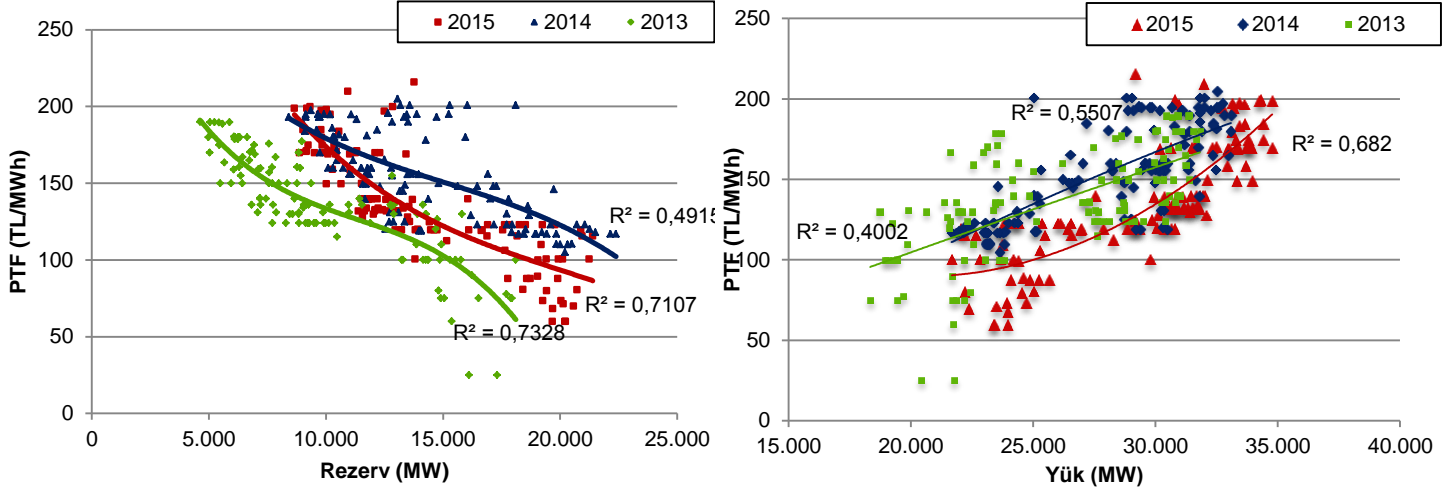 2015 2014 2013
250
200
150
100
50
0
PTF (TL/MWh)
R² = 0,4915
R² = 0,7107
R² = 0,7328
0 5.000 10.000 15.000 20.000 25.000
Rezerv (MW)
2015 2014 2013
250
200
150
100
50
0
PTF (TL/MWh)
R² = 0,5507
R² = 0,682
R² = 0,4002
15.000 20.000 25.000 30.000 35.000 40.000
Yük (MW)